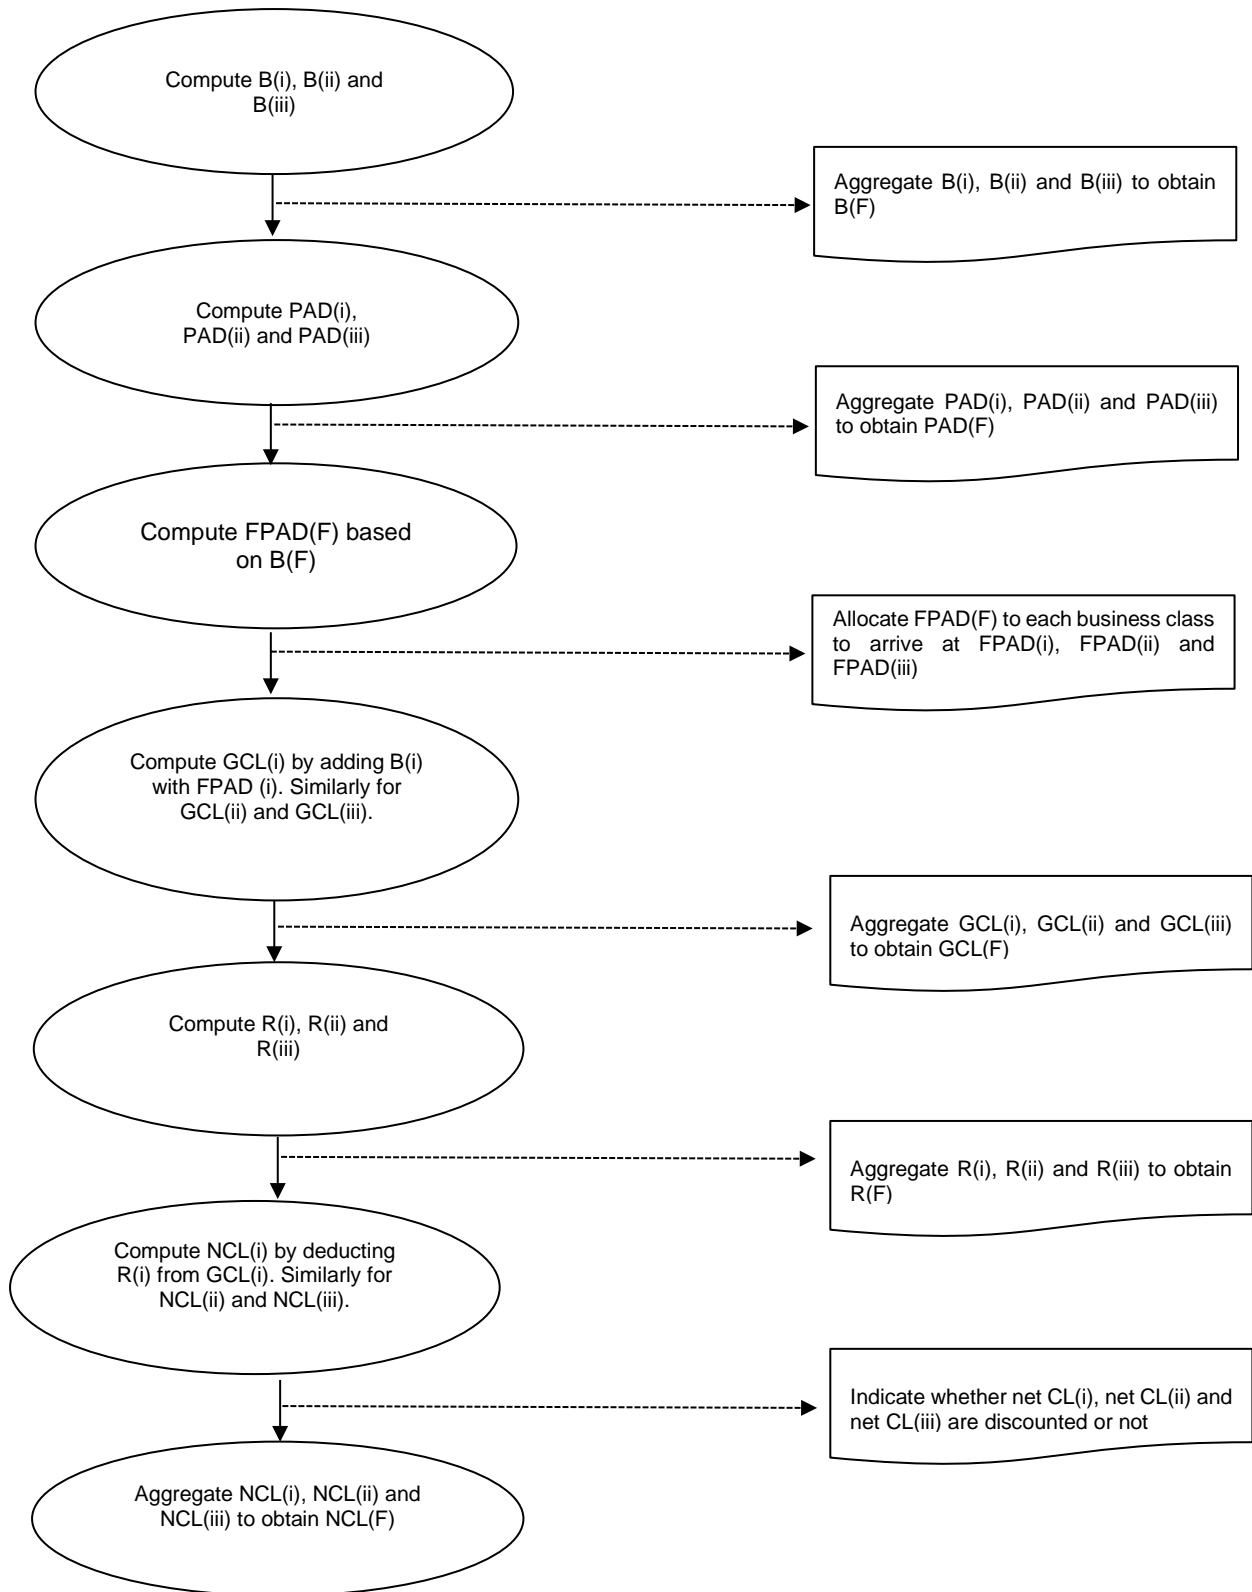 Compute B(i), B(ii) and
B(iii)
Aggregate B(i), B(ii) and B(iii) to obtain
B(F)
Compute PAD(i),
PAD(ii) and PAD(iii)
Aggregate PAD(i), PAD(ii) and PAD(iii)
to obtain PAD(F)
Compute FPAD(F) based
on B(F)
Allocate FPAD(F) to each business class
to arrive at FPAD(i), FPAD(ii) and
FPAD(iii)
Compute GCL(i) by adding B(i)
with FPAD (i). Similarly for
GCL(ii) and GCL(iii).
Aggregate GCL(i), GCL(ii) and GCL(iii)
to obtain GCL(F)
Compute R(i), R(ii) and
R(iii)
Aggregate R(i), R(ii) and R(iii) to obtain
R(F)
Compute NCL(i) by deducting
R(i) from GCL(i). Similarly for
NCL(ii) and NCL(iii).
Indicate whether net CL(i), net CL(ii) and
net CL(iii) are discounted or not
Aggregate NCL(i), NCL(ii) and
NCL(iii) to obtain NCL(F)